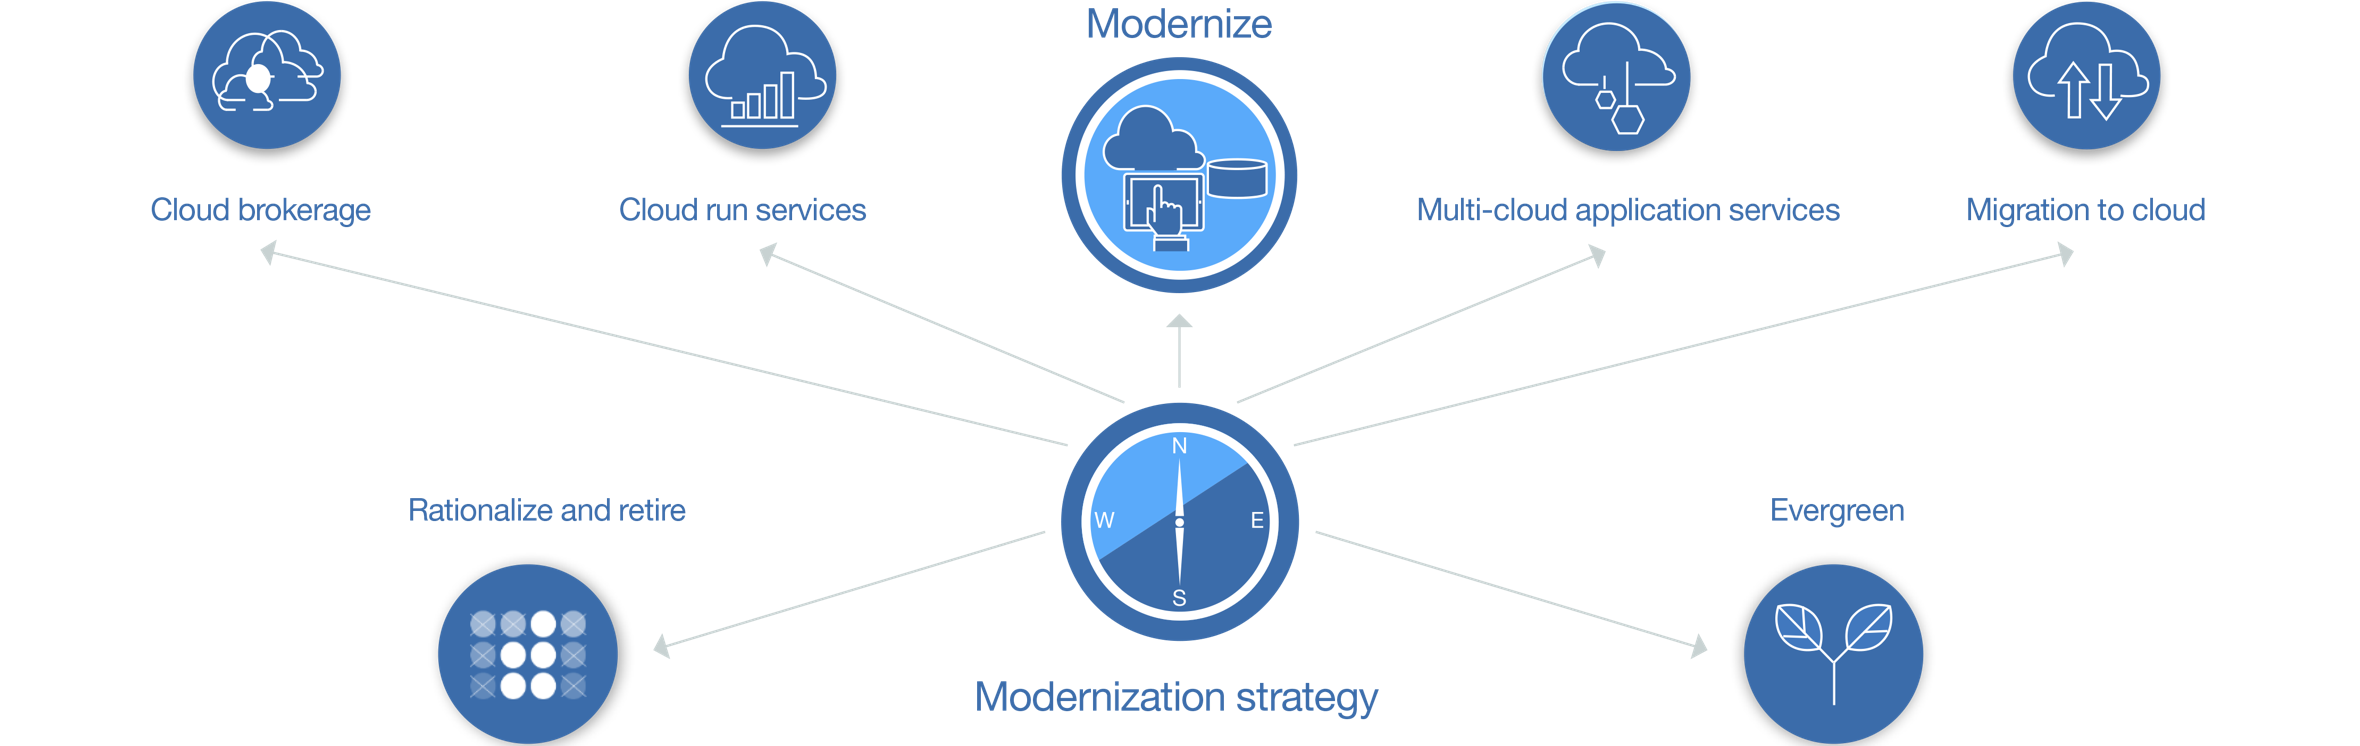 Modernize
Cloud brokerage
Cloud run services
Multi-cloud application services
Migration to cloud
N
W
E
S
Rationalize and retire
Evergreen
Modernization strategy